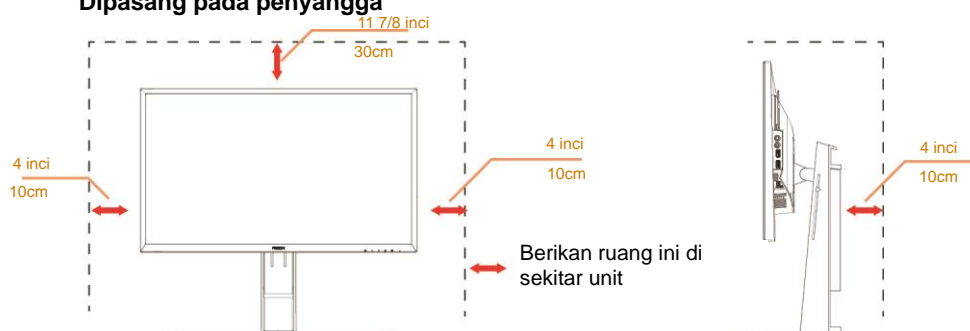 Dipasang pada penyangga
11 7/8 inci
30cm
4 inci
10cm
4 inci
10cm
4 inci
10cm
Berikan ruang ini di
sekitar unit